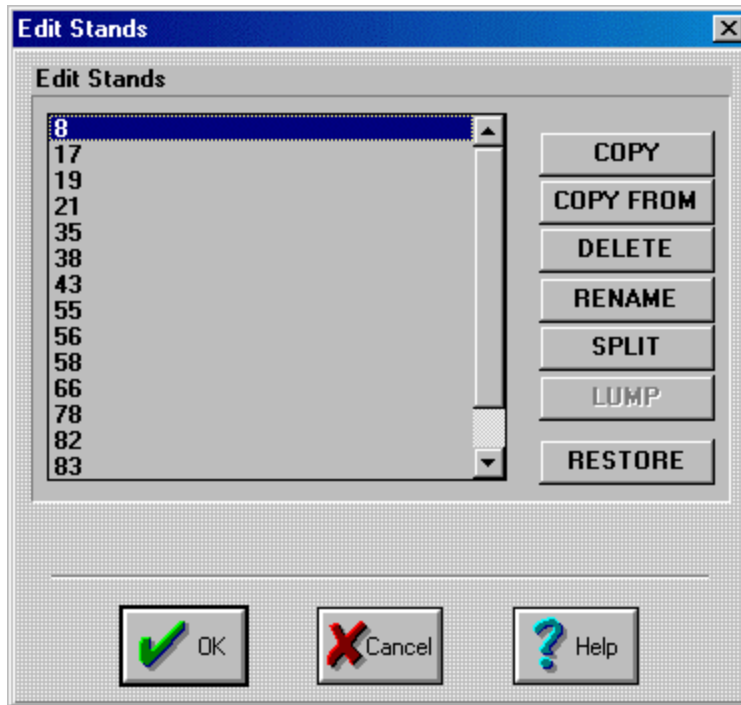 Edit Stands
Edit Stands
8
17
19
21
35
38
43
55
56
58
66
78
82
83
COPY
COPY FROM
DELETE
RENAME
SPLIT
LUMP
RESTORE
OK
Cancel
Help